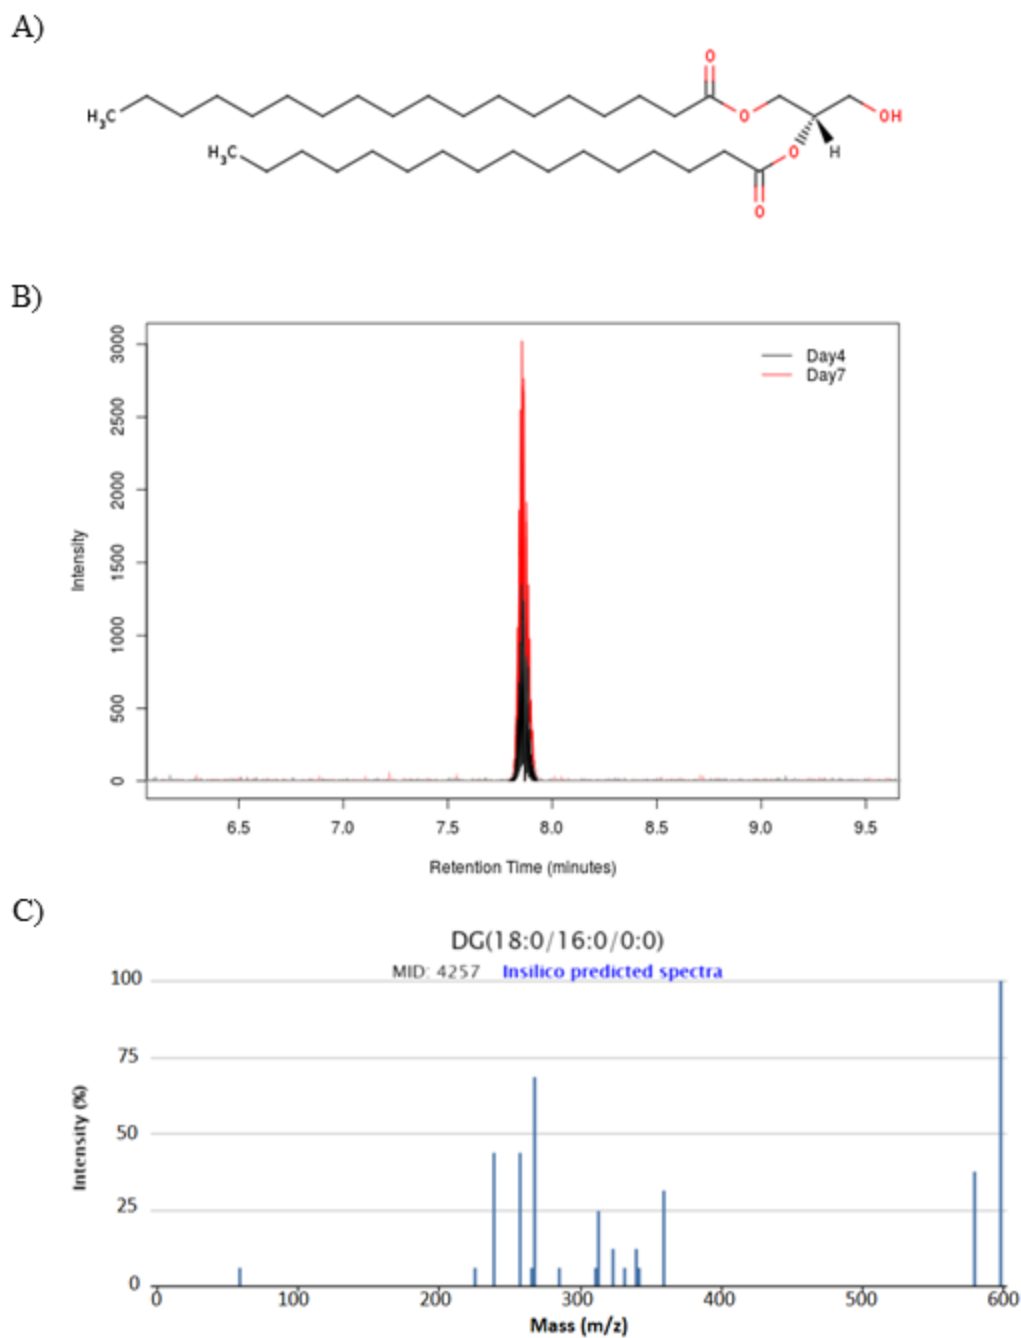 A)
O
H3C
O
OH
H3C
O
H
O
B)
3000
Day4
Day7
2500
2000
Intensity
1500
1000
500
0
6.5 7.0 7.5 8.0 8.5 9.0 9.5
Retention Time (minutes)
C)
DG(18:0/16:0/0:0)
MID: 4257 Insilico predicted spectra
100
75
Intensity (%)
50
25
0
0 100 200 300 400 500 600
Mass (m/z)